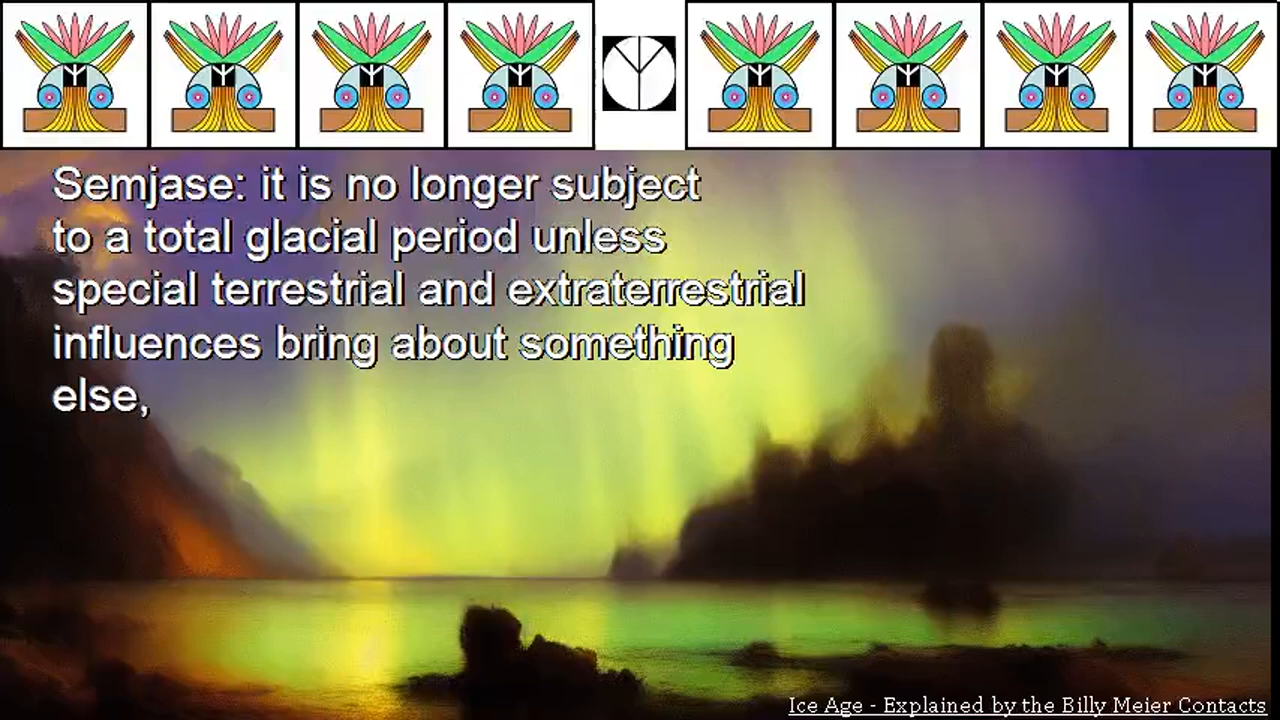 Semjase: it is no longer subject
to a total glacial period unless
special terrestrial and extraterrestrial
influences bring about something
else,
Ice Age - Explained by the Billy Meier Contacts